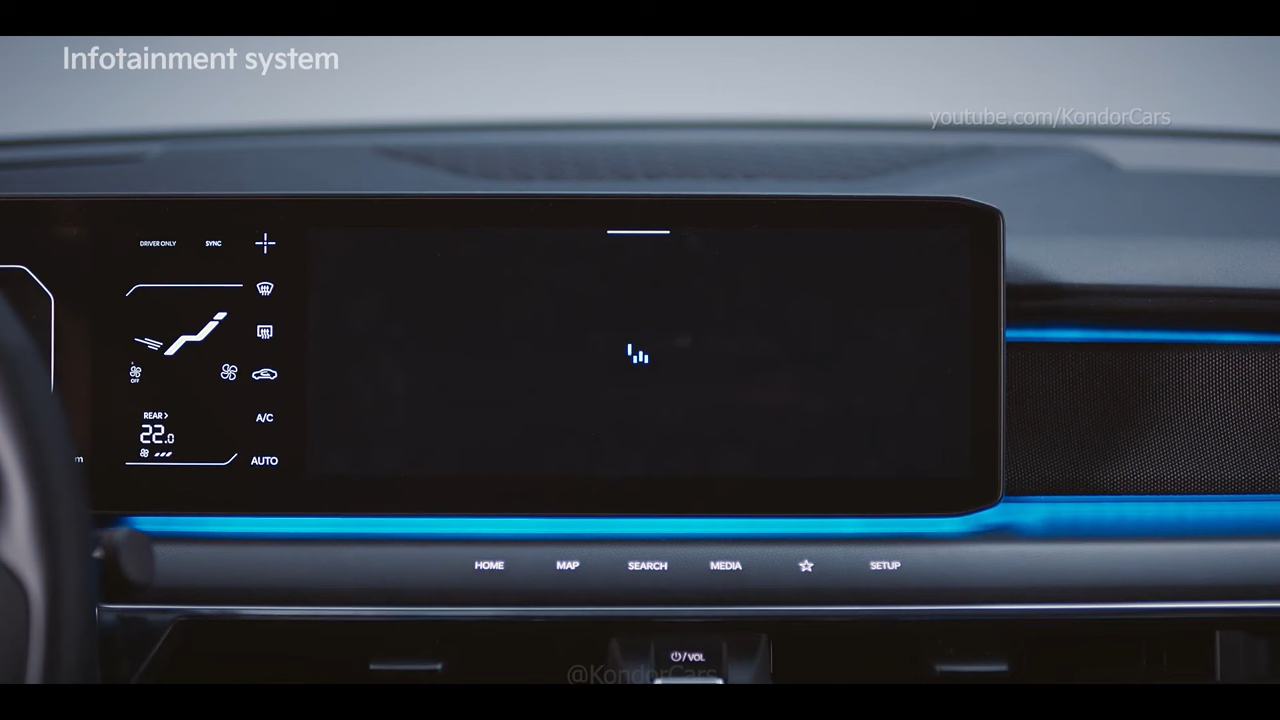 Infotainment system
youtube.com/KondorCars
DRIVER ONLY SYNC
OFF
REAR >
22.0
A/C
AUTO
m
HOME MAP SEARCH MEDIA ☆ SETUP
⏻/VOL
@KondorCars